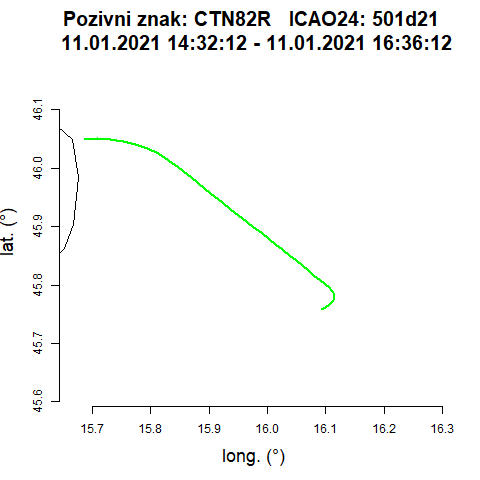 Pozivni znak: CTN82R   ICAO24: 501d21
11.01.2021 14:32:12 - 11.01.2021 16:36:12
46.1
46.0
45.9
45.8
45.7
45.6
lat. (°)
15.7 15.8 15.9 16.0 16.1 16.2 16.3
long. (°)